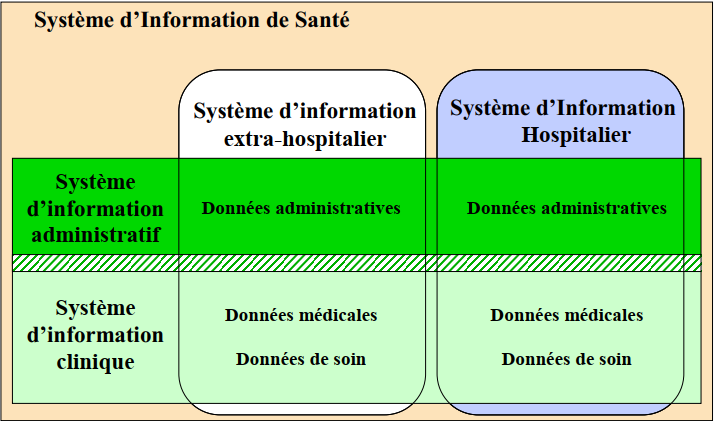 Système d’Information de Santé
Système d’information
extra-hospitalier
Système d’Information
Hospitalier
Système
d’information
administratif
Données administratives
Données administratives
Système
d’information
clinique
Données médicales
Données de soin
Données médicales
Données de soin